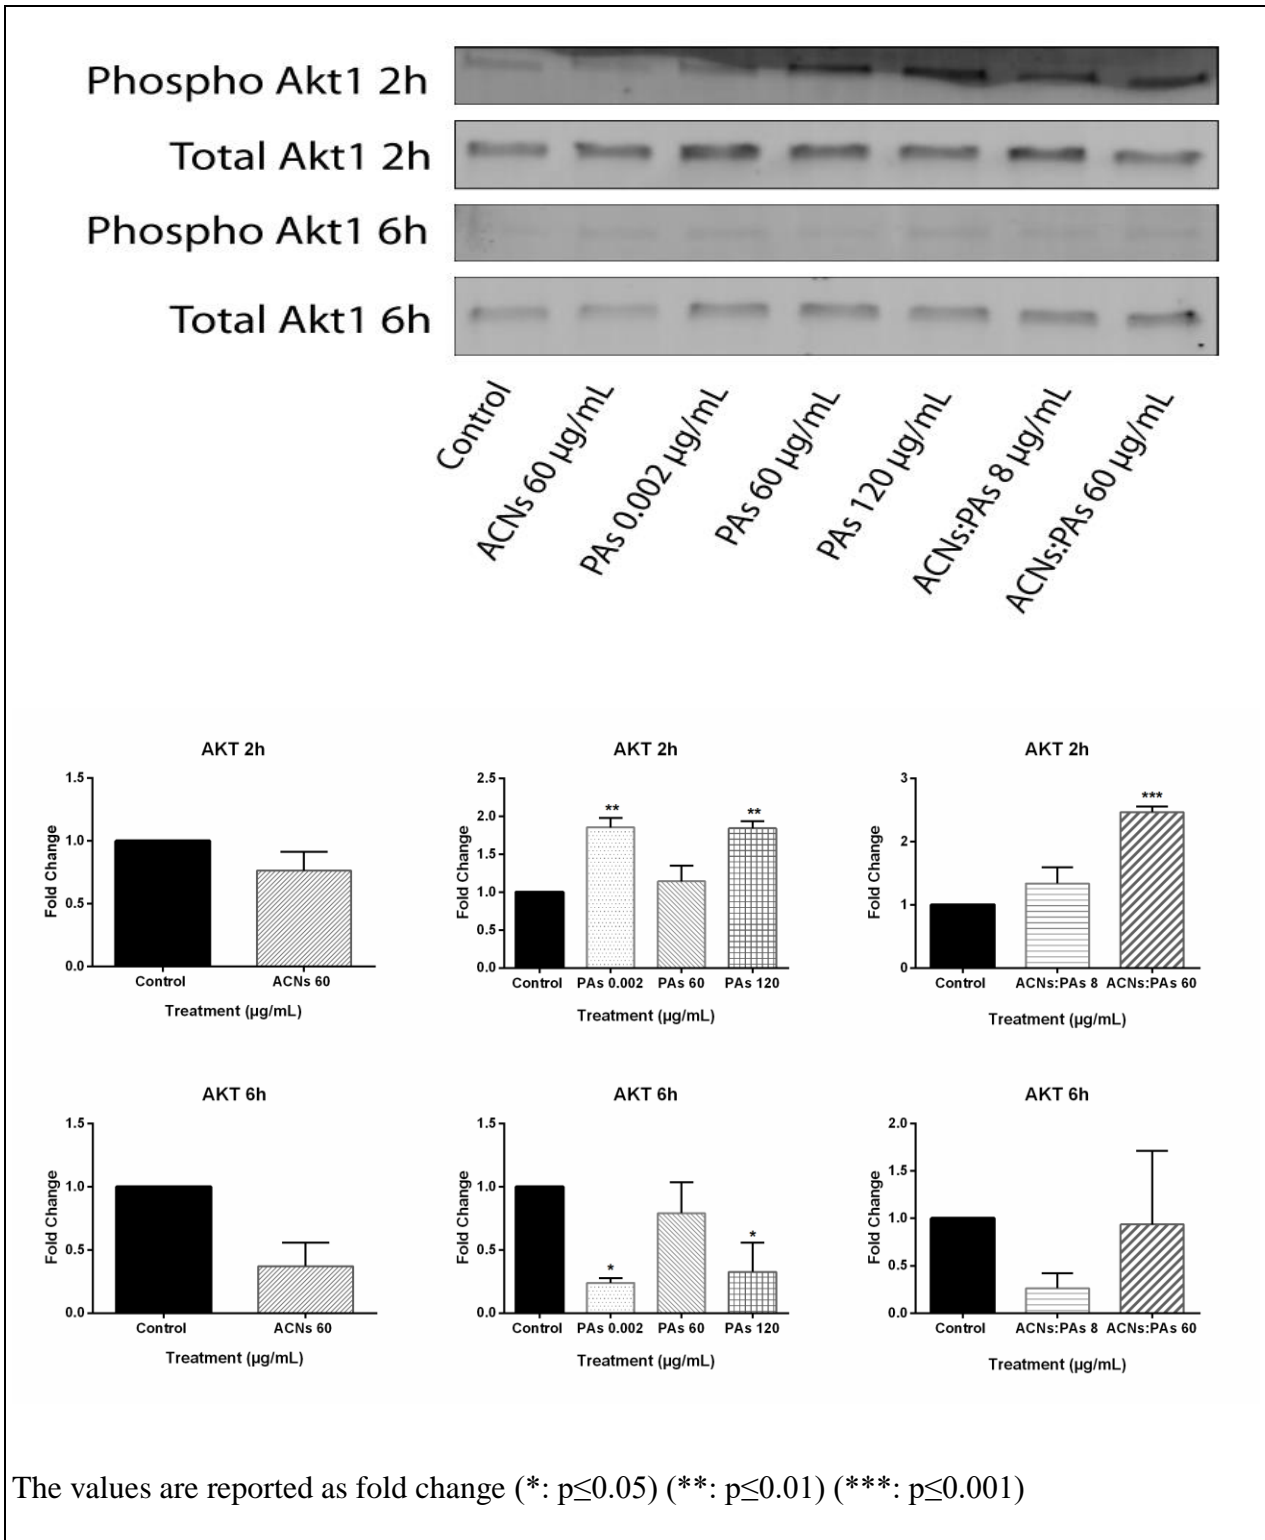 Phospho Akt1 2h
Total Akt1 2h
Phospho Akt1 6h
Total Akt1 6h
Control
ACNs 60 µg/mL
PAs 0.002 µg/mL
PAs 60 µg/mL
PAs 120 µg/mL
ACNs:PAs 8 µg/mL
ACNs:PAs 60 µg/mL
AKT 2h
Fold Change
1.5
1.0
0.5
0.0
Control ACNs 60
Treatment (µg/mL)
AKT 2h
Fold Change
2.5
2.0
1.5
1.0
0.5
0.0
**
**
Control PAs 0.002 PAs 60 PAs 120
Treatment (µg/mL)
AKT 2h
Fold Change
3
2
1
0
***
Control ACNs:PAs 8 ACNs:PAs 60
Treatment (µg/mL)
AKT 6h
Fold Change
1.5
1.0
0.5
0.0
Control ACNs 60
Treatment (µg/mL)
AKT 6h
Fold Change
1.5
1.0
0.5
0.0
*
*
Control PAs 0.002 PAs 60 PAs 120
Treatment (µg/mL)
AKT 6h
Fold Change
2.0
1.5
1.0
0.5
0.0
Control ACNs:PAs 8 ACNs:PAs 60
Treatment (µg/mL)
The values are reported as fold change (*: p≤0.05) (**: p≤0.01) (***: p≤0.001)